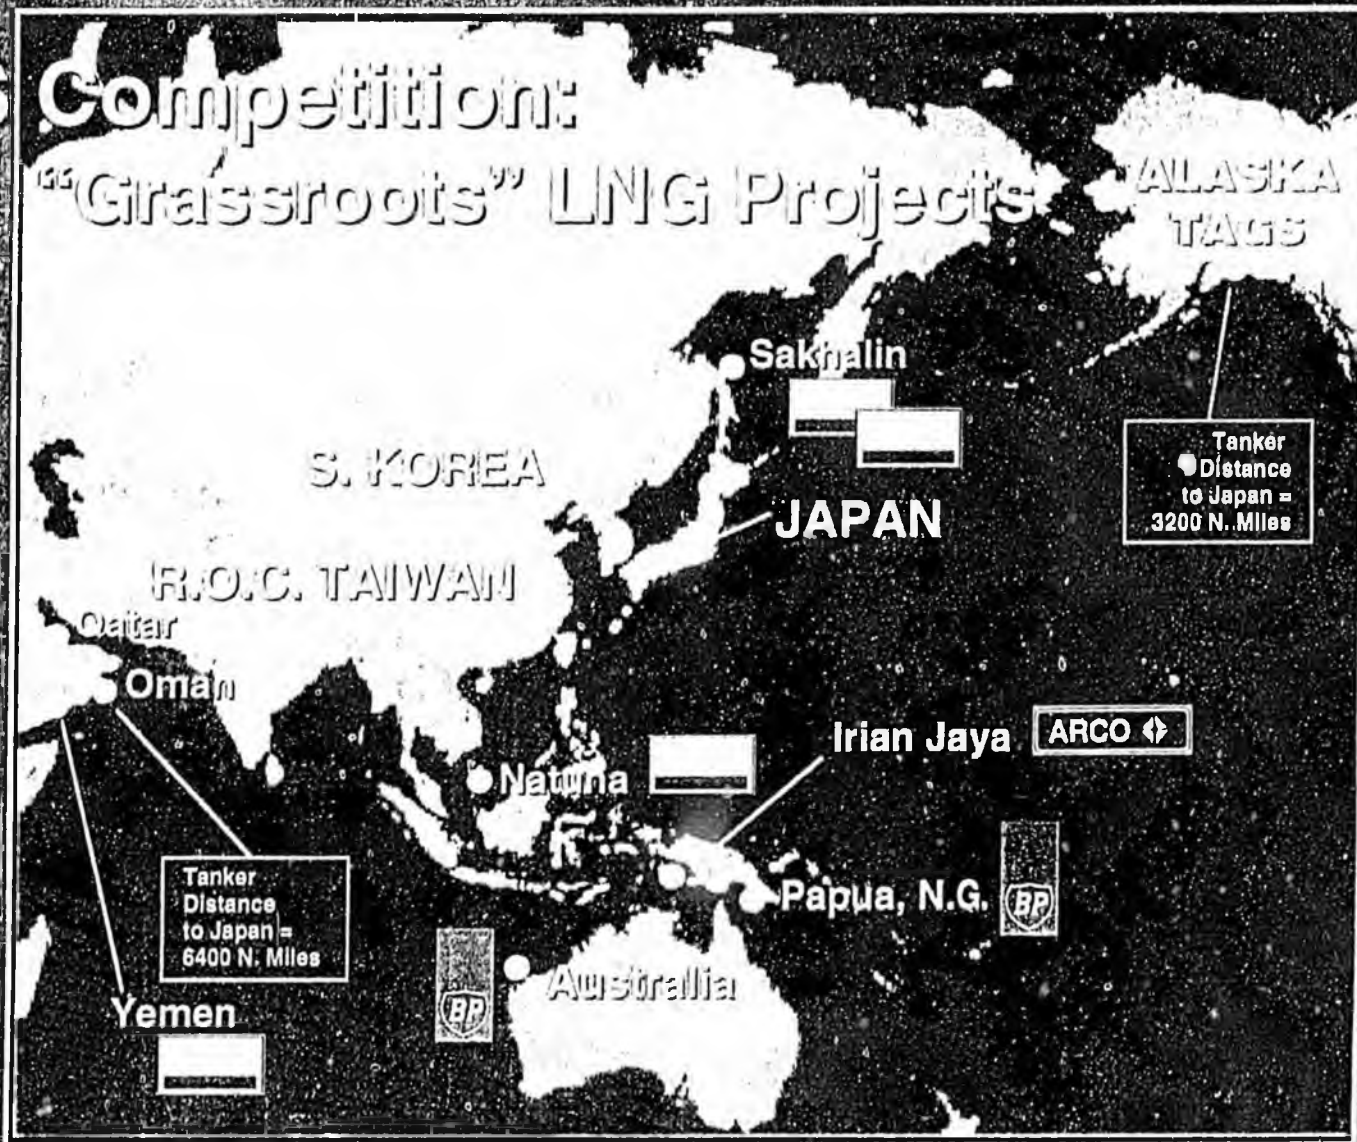 Competition:
“Grassroots” LNG Projects
ALASKA
TAGS
Sakhalin
Tanker
Distance
to Japan =
3200 N. Miles
S. KOREA
JAPAN
R.O.C. TAIWAN
Qatar
Oman
Irian Jaya
ARCO
Natuna
Tanker
Distance
to Japan =
6400 N. Miles
Papua, N.G.
BP
Australia
BP
Yemen